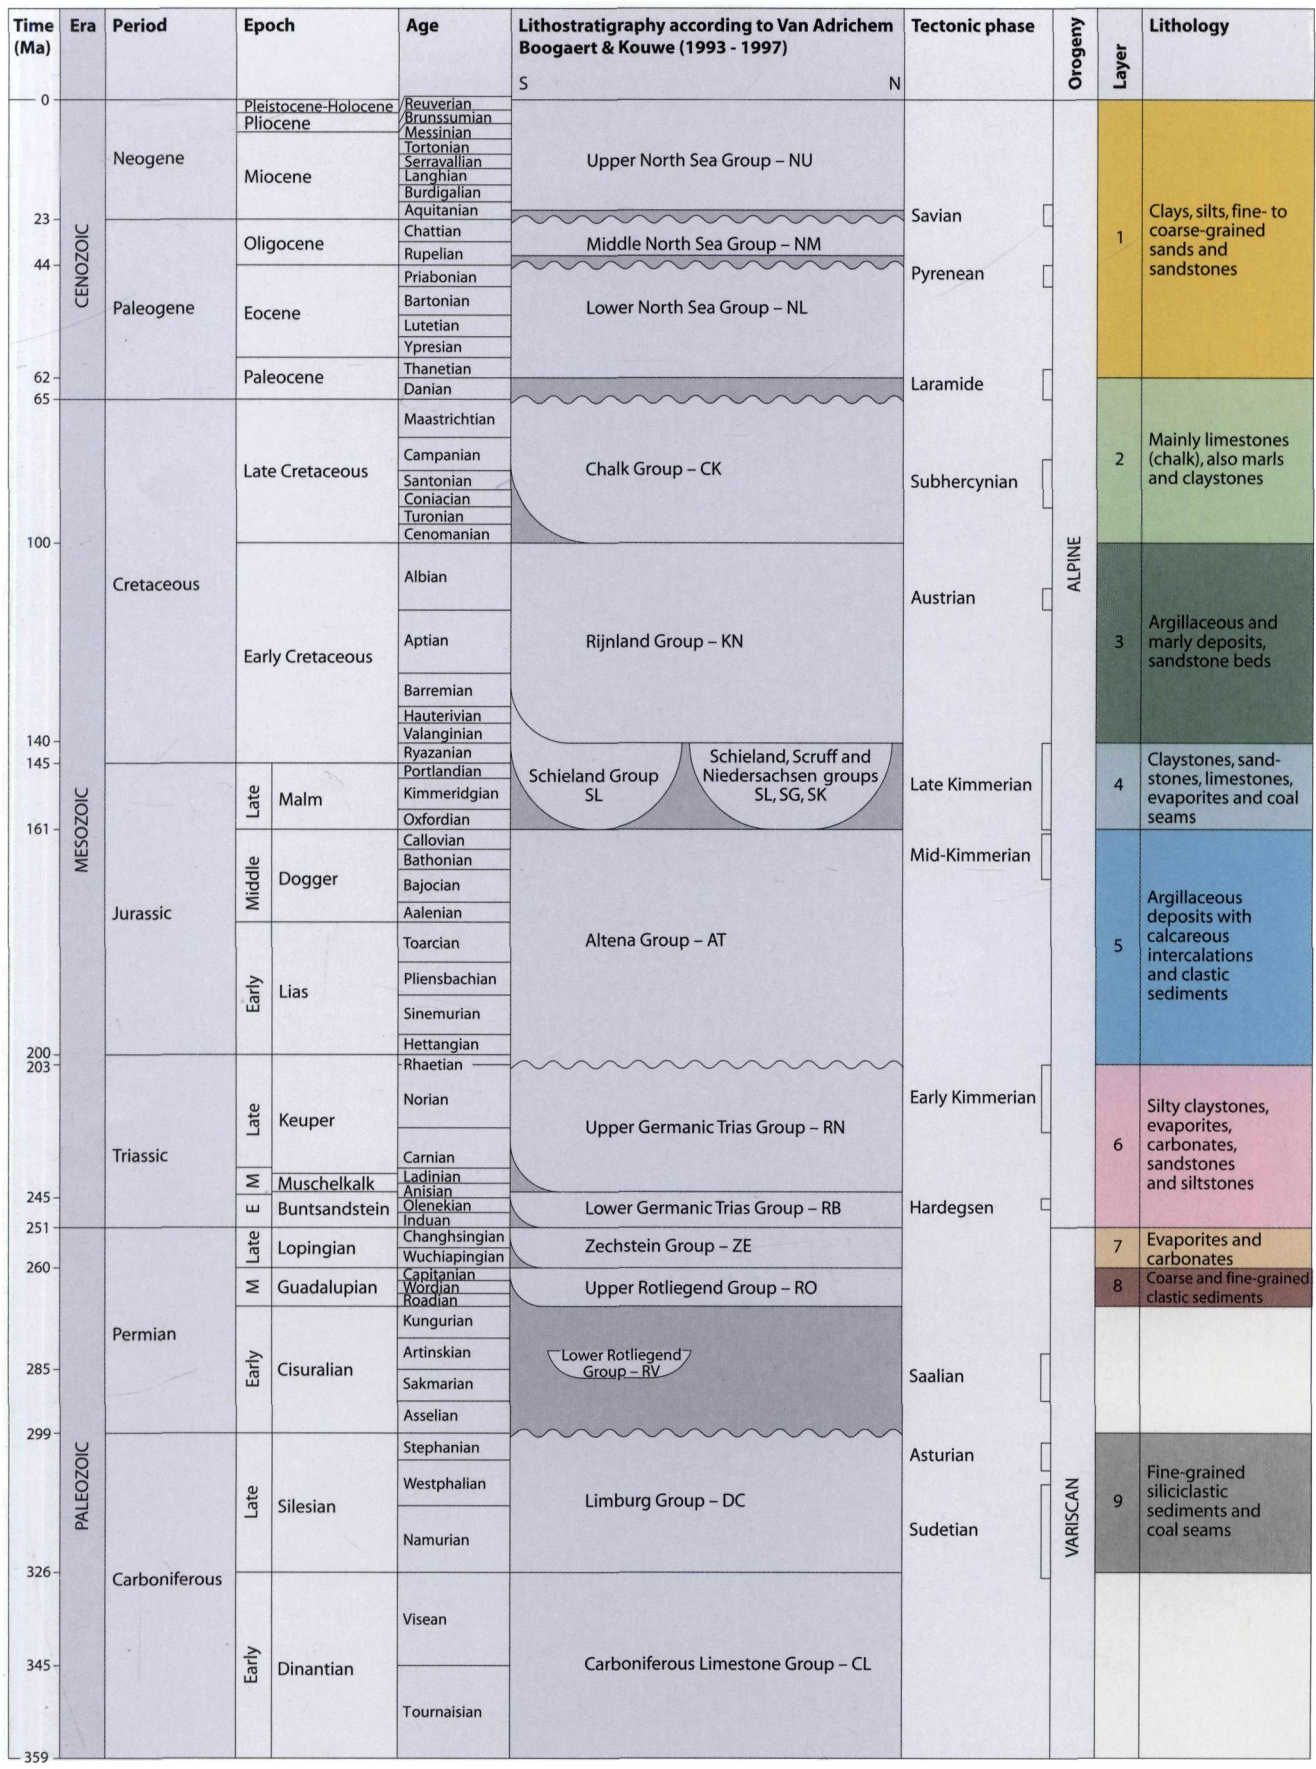 Time
(Ma)
Era
Period
Epoch
Age
Lithostratigraphy according to Van Adrichem
Boogaert & Kouwe (1993 - 1997)
S
N
Tectonic phase
Orogeny
Layer
Lithology
0
23
44
62
65
100
140
145
161
200
203
245
251
260
285
299
326
345
359
CENOZOIC
MESOZOIC
PALEOZOIC
Neogene
Paleogene
Cretaceous
Jurassic
Triassic
Permian
Carboniferous
Pleistocene-Holocene
Pliocene
Miocene
Oligocene
Eocene
Paleocene
Late Cretaceous
Early Cretaceous
Late
Malm
Middle
Dogger
Early
Lias
Late
Keuper
M
Muschelkalk
E
Buntsandstein
Late
Lopingian
M
Guadalupian
Early
Cisuralian
Late
Silesian
Early
Dinantian
Reuverian
Brunssumian
Messinian
Tortonian
Serravallian
Langhian
Burdigalian
Aquitanian
Chattian
Rupelian
Priabonian
Bartonian
Lutetian
Ypresian
Thanetian
Danian
Maastrichtian
Campanian
Santonian
Coniacian
Turonian
Cenomanian
Albian
Aptian
Barremian
Hauterivian
Valanginian
Ryazanian
Portlandian
Kimmeridgian
Oxfordian
Callovian
Bathonian
Bajocian
Aalenian
Toarcian
Pliensbachian
Sinemurian
Hettangian
Rhaetian
Norian
Carnian
Ladinian
Anisian
Olenekian
Induan
Changhsingian
Wuchiapingian
Capitanian
Wordian
Roadian
Kungurian
Artinskian
Sakmarian
Asselian
Stephanian
Westphalian
Namurian
Visean
Tournaisian
Upper North Sea Group – NU
Middle North Sea Group – NM
Lower North Sea Group – NL
Chalk Group – CK
Rijnland Group – KN
Schieland Group
SL
Schieland, Scruff and
Niedersachsen groups
SL, SG, SK
Altena Group – AT
Upper Germanic Trias Group – RN
Lower Germanic Trias Group – RB
Zechstein Group – ZE
Upper Rotliegend Group – RO
Lower Rotliegend
Group – RV
Limburg Group – DC
Carboniferous Limestone Group – CL
Savian
Pyrenean
Laramide
Subhercynian
Austrian
Late Kimmerian
Mid-Kimmerian
Early Kimmerian
Hardegsen
Saalian
Asturian
Sudetian
ALPINE
VARISCAN
1
Clays, silts, fine- to
coarse-grained
sands and
sandstones
2
Mainly limestones
(chalk), also marls
and claystones
3
Argillaceous and
marly deposits,
sandstone beds
4
Claystones, sand-
stones, limestones,
evaporites and coal
seams
5
Argillaceous
deposits with
calcareous
intercalations
and clastic
sediments
6
Silty claystones,
evaporites,
carbonates,
sandstones
and siltstones
7
Evaporites and
carbonates
8
Coarse and fine-grained
clastic sediments
9
Fine-grained
siliciclastic
sediments and
coal seams